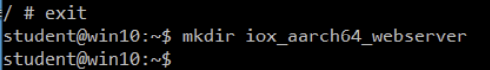 / # exit
student@win10:~$ mkdir iox_aarch64_webserver
student@win10:~$